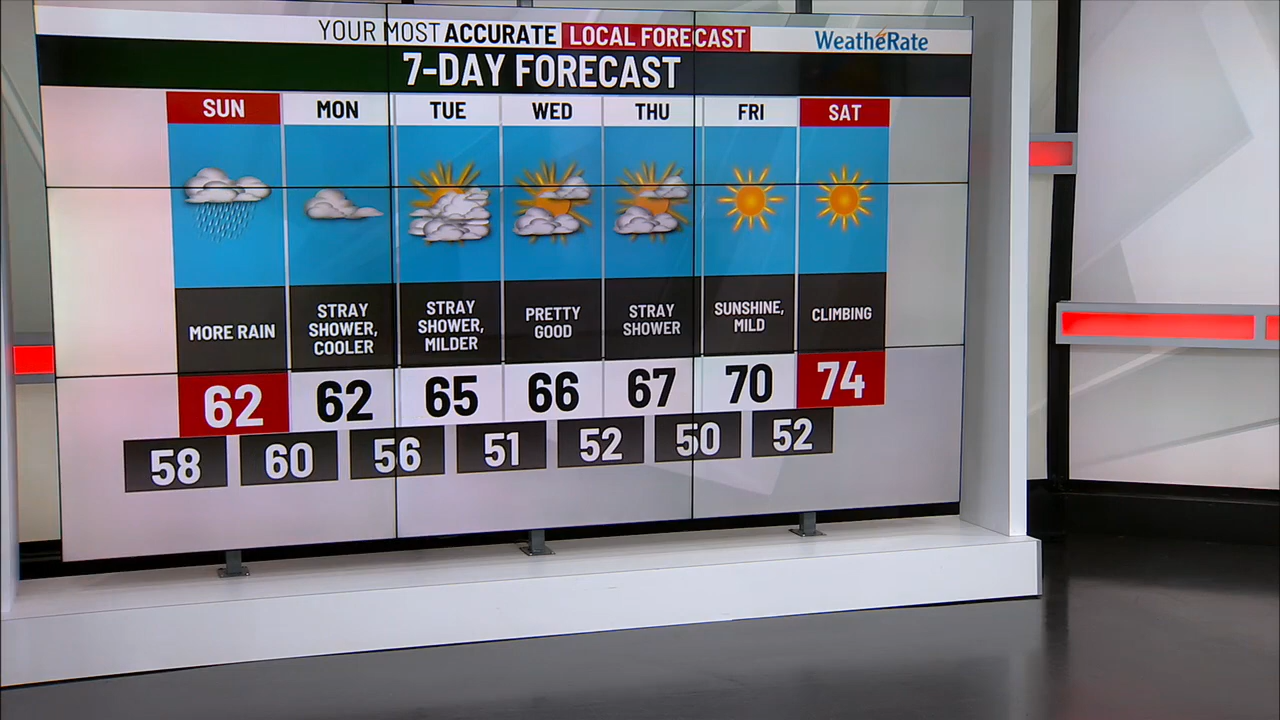 YOUR MOST ACCURATE LOCAL FORECAST WeatheRate
7-DAY FORECAST
SUN MON TUE WED THU FRI SAT
MORE RAIN
STRAY
SHOWER,
COOLER
STRAY
SHOWER,
MILDER
PRETTY
GOOD
STRAY
SHOWER
SUNSHINE,
MILD
CLIMBING
62 62 65 66 67 70 74
58 60 56 51 52 50 52